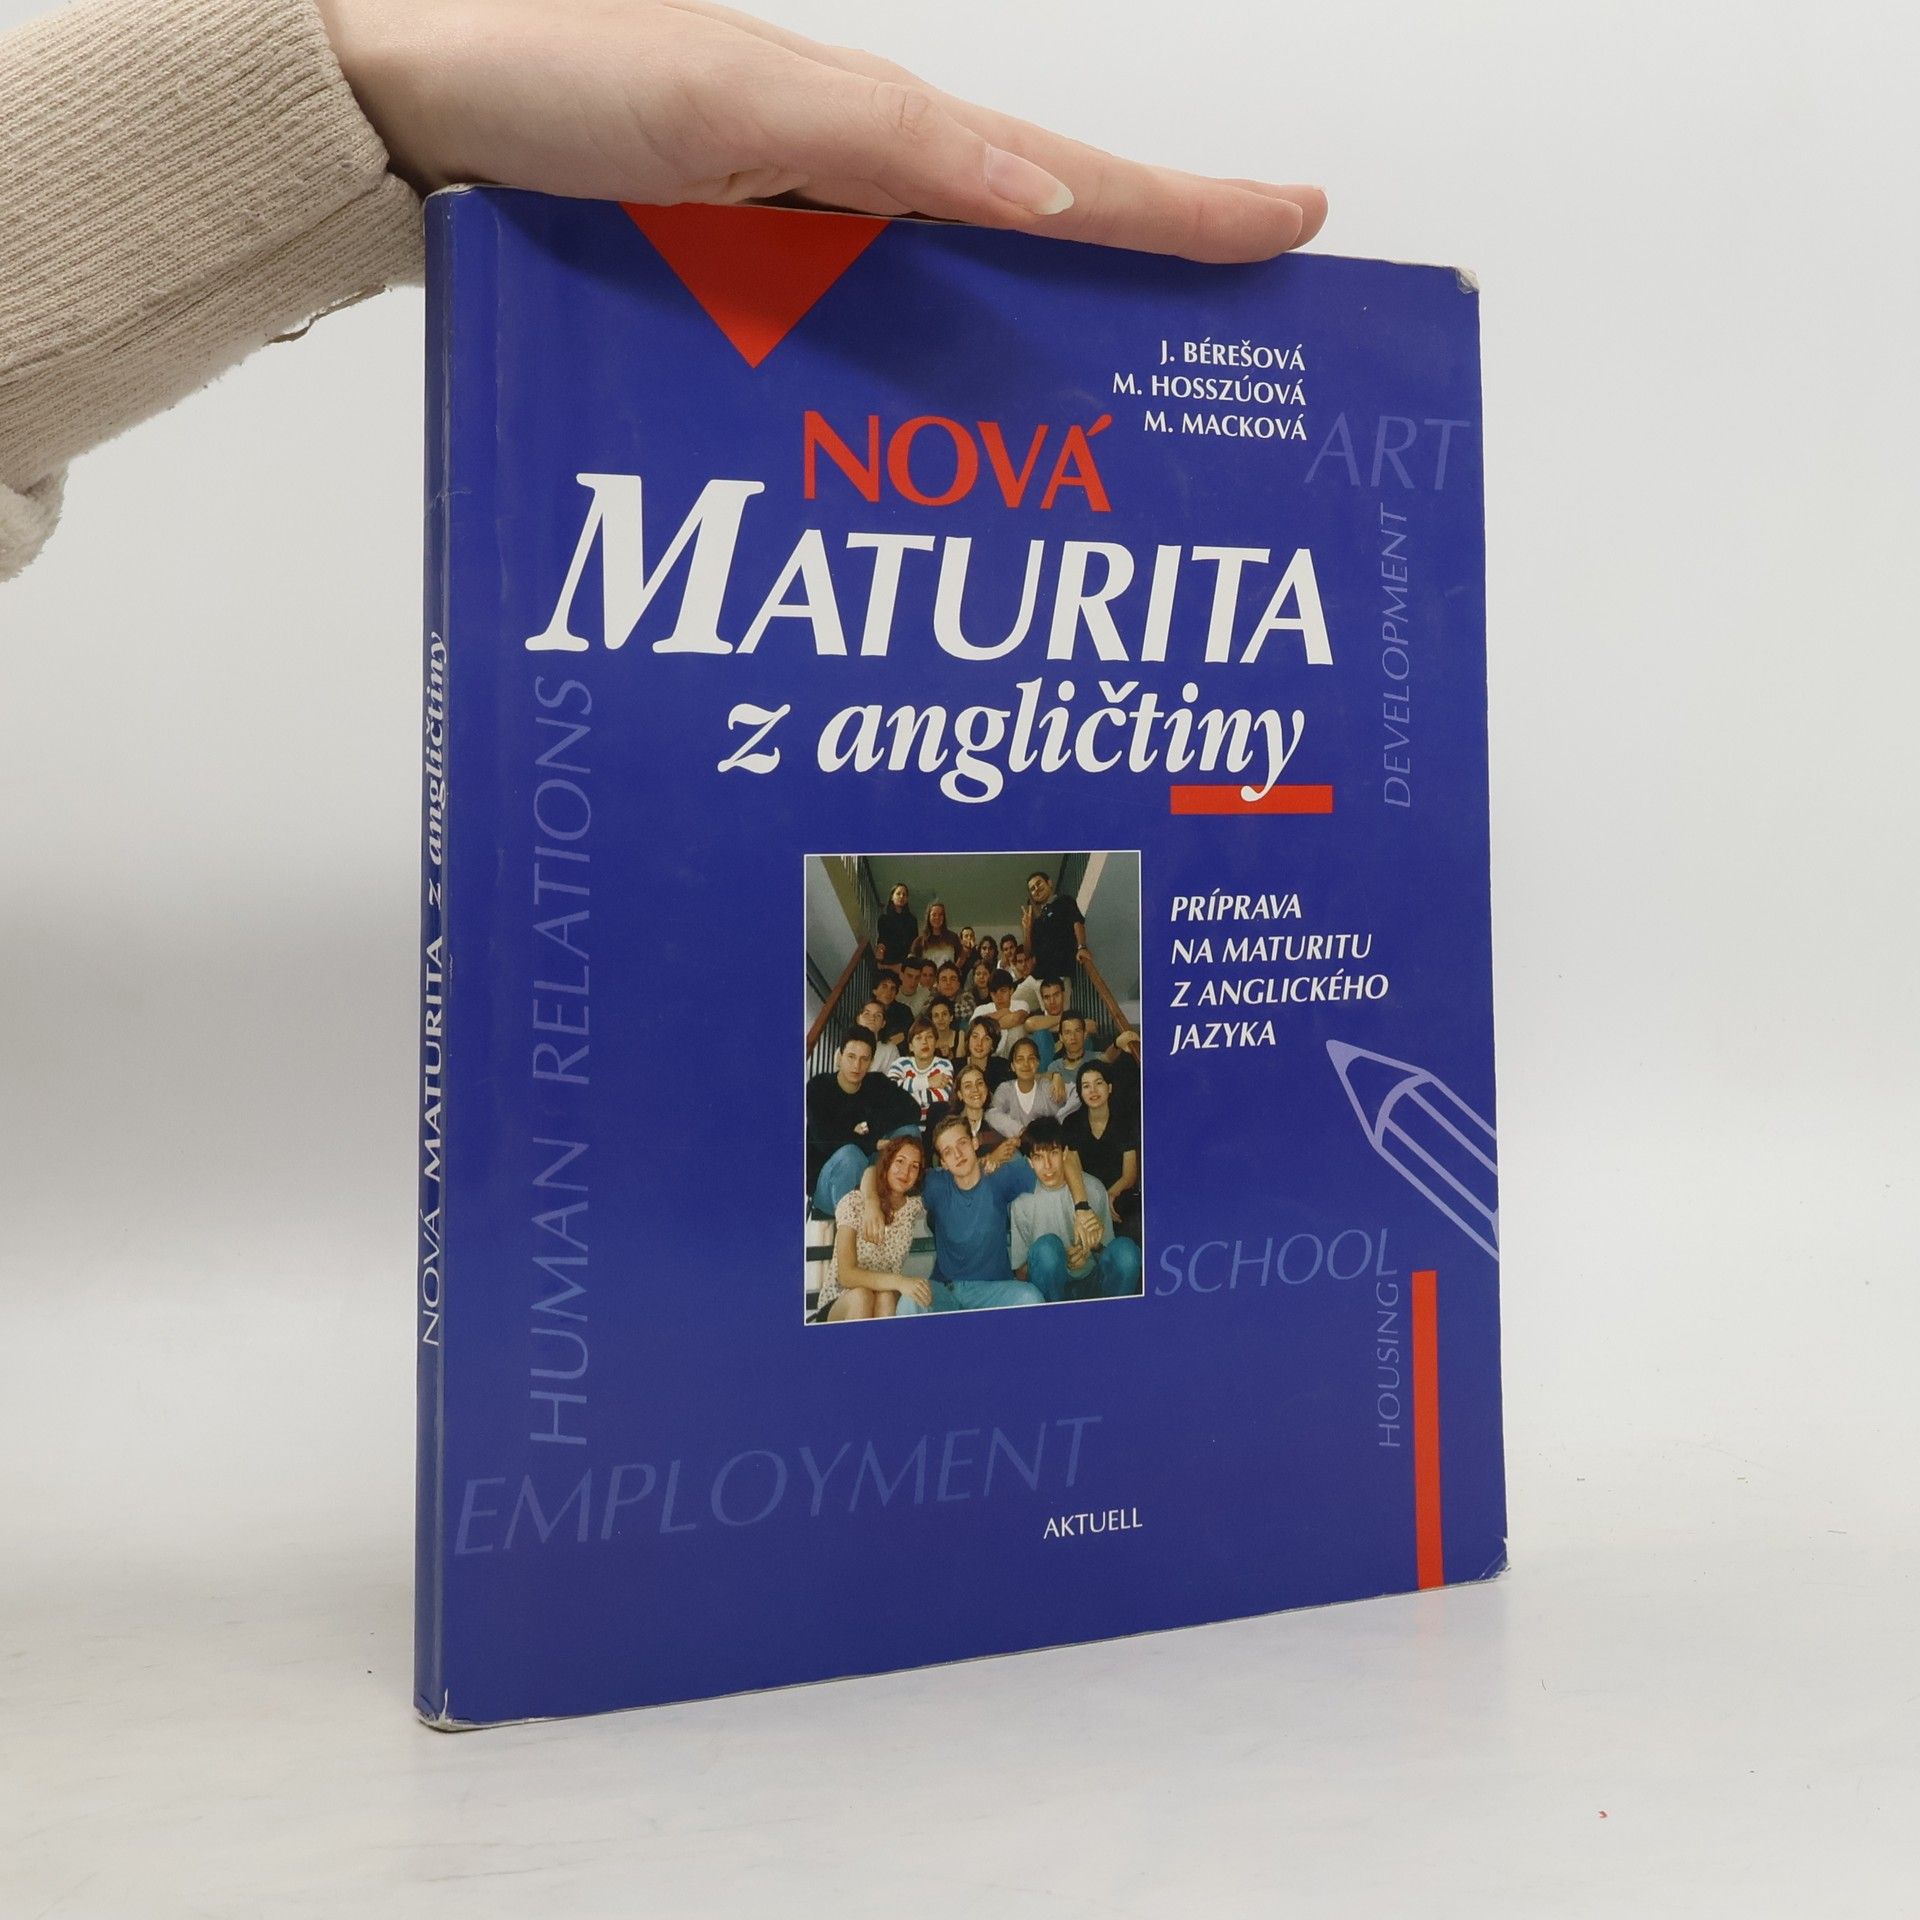 J. BÉREŠOVÁ
M. HOSSZÚOVÁ
M. MACKOVÁ
NOVÁ
MATURITA
z angličtiny
ART
DEVELOPMENT
HUMAN RELATIONS
PRÍPRAVA
NA MATURITU
Z ANGLICKÉHO
JAZYKA
SCHOOL
HOUSING
EMPLOYMENT
AKTUELL
NOVÁ MATURITA z angličtiny